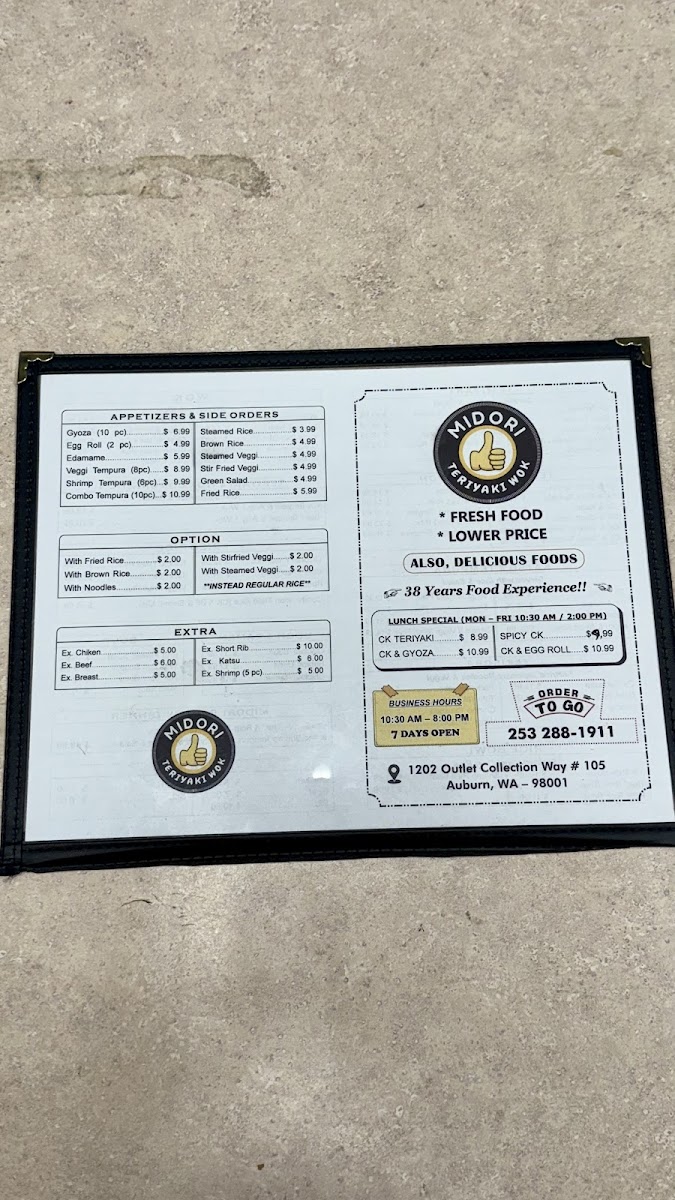 APPETIZERS & SIDE ORDERS
Gyoza (10 pc)..............$ 6.99
Egg Roll (2 pc)............$ 4.99
Edamame...................$ 5.99
Veggi Tempura (8pc).....$ 8.99
Shrimp Tempura (6pc)...$ 9.99
Combo Tempura (10pc)..$ 10.99
Steamed Rice..............$ 3.99
Brown Rice..................$ 4.99
Steamed Veggi.............$ 4.99
Stir Fried Veggi.............$ 4.99
Green Salad.................$ 4.99
Fried Rice.....................$ 5.99
OPTION
With Fried Rice..............$ 2.00
With Brown Rice............$ 2.00
With Noodles.................$ 2.00
With Stirfried Veggi......$ 2.00
With Steamed Veggi.....$ 2.00
**INSTEAD REGULAR RICE**
EXTRA
Ex. Chiken......................$ 5.00
Ex. Beef..........................$ 6.00
Ex. Breast.......................$ 5.00
Ex. Short Rib...................$ 10.00
Ex. Katsu........................$ 6.00
Ex. Shrimp (5 pc)............$ 5.00
MIDORI
TERIYAKI WOK
MIDORI
TERIYAKI WOK
* FRESH FOOD
* LOWER PRICE
ALSO, DELICIOUS FOODS
38 Years Food Experience!!
LUNCH SPECIAL (MON – FRI 10:30 AM / 2:00 PM)
CK TERIYAKI.........$ 8.99
CK & GYOZA.........$ 10.99
SPICY CK................$9.99
CK & EGG ROLL....$ 10.99
BUSINESS HOURS
10:30 AM – 8:00 PM
7 DAYS OPEN
ORDER
TO GO
253 288-1911
1202 Outlet Collection Way # 105
Auburn, WA – 98001